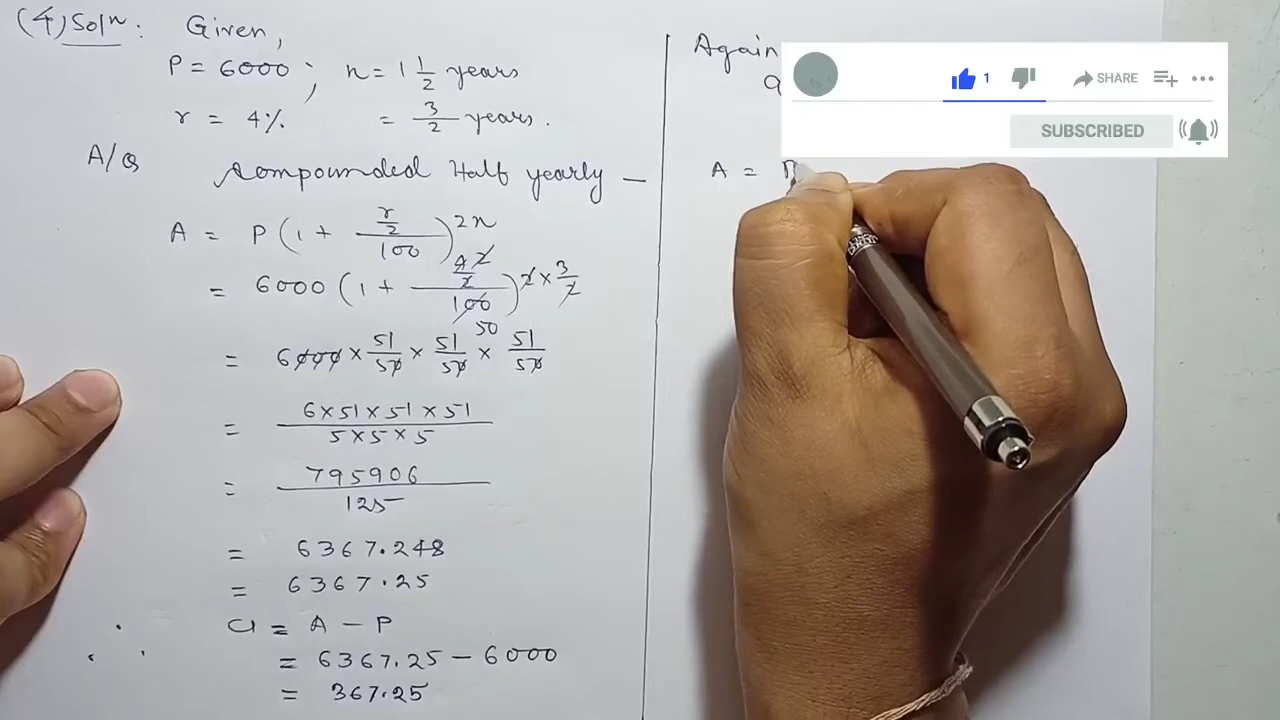 (4) Solⁿ: Given,
P = 6000 ; n = 1 1/2 years
r = 4% = 3/2 years.
A/Q Compounded Half yearly —
A = P (1 + (r/2)/100)^2n
= 6000 (1 + (4/2)/100)^2×3/2
2
50
= 6000 × 51/50 × 51/50 × 51/50
= 6×51×51×51 / 5×5×5
= 795906 / 125
= 6367.248
= 6367.25
∴ CI = A − P
= 6367.25 − 6000
= 367.25
Again
A =
1 SHARE
SUBSCRIBED